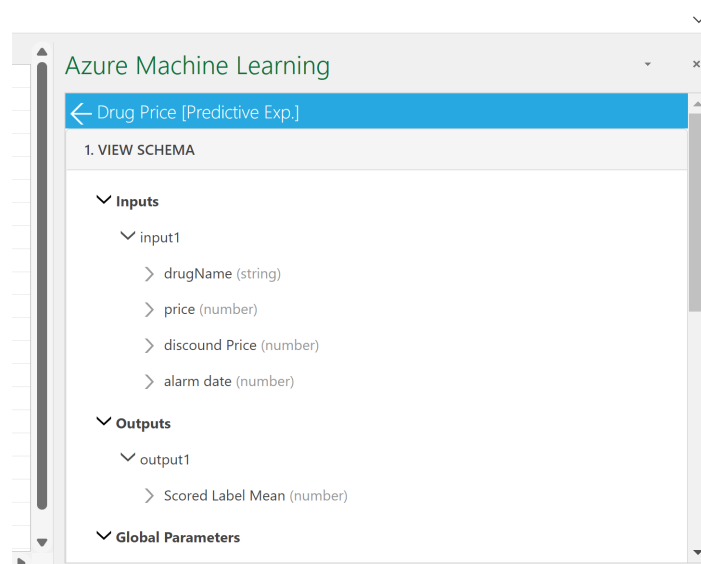 Azure Machine Learning
Drug Price [Predictive Exp.]
1. VIEW SCHEMA
Inputs
input1
drugName (string)
price (number)
discound Price (number)
alarm date (number)
Outputs
output1
Scored Label Mean (number)
Global Parameters